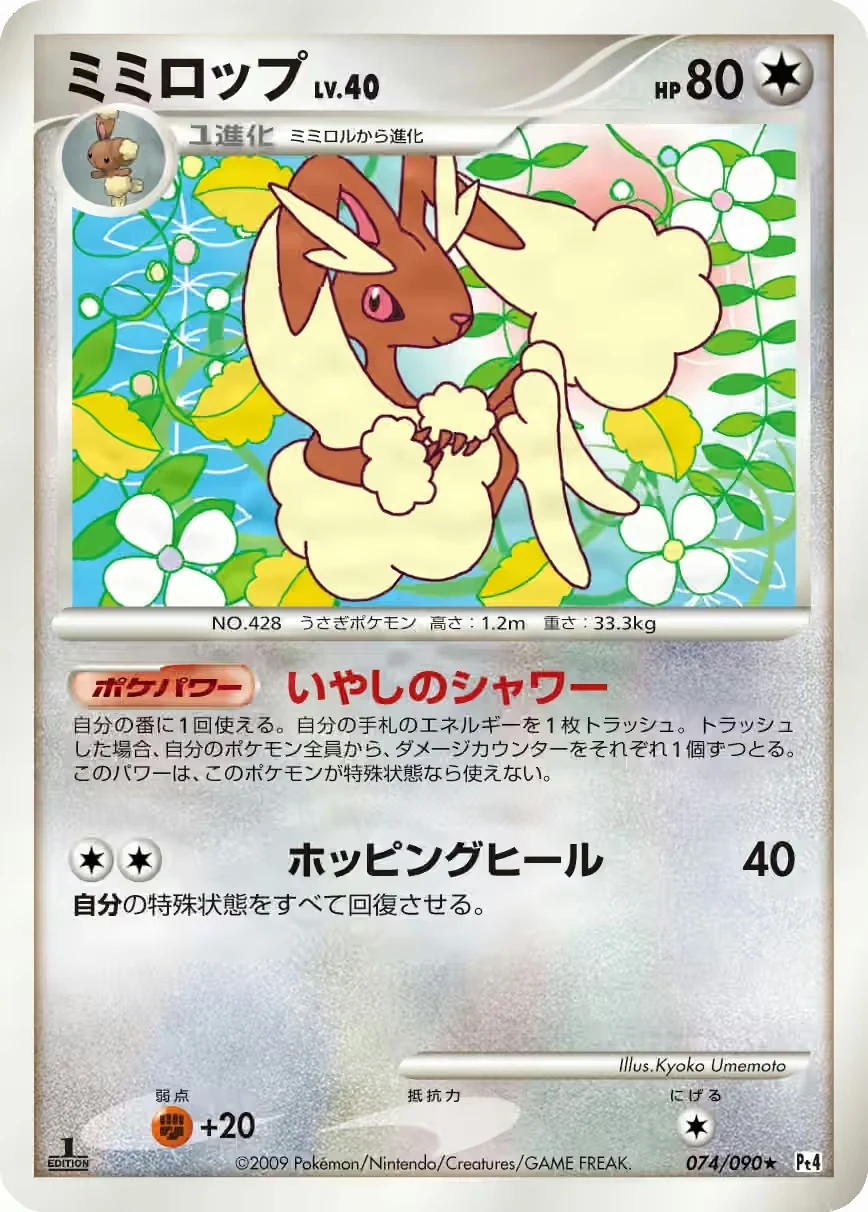 ミミロップ LV.40 HP 80
1進化 ミミロルから進化
NO.428 うさぎポケモン 高さ：1.2m 重さ：33.3kg
ポケパワー いやしのシャワー
自分の番に1回使える。自分の手札のエネルギーを1枚トラッシュ。トラッシュ
した場合、自分のポケモン全員から、ダメージカウンターをそれぞれ1個ずつとる。
このパワーは、このポケモンが特殊状態なら使えない。
ホッピングヒール 40
自分の特殊状態をすべて回復させる。
Illus.Kyoko Umemoto
弱点 抵抗力 にげる
+20
1 EDITION ©2009 Pokémon/Nintendo/Creatures/GAME FREAK. 074/090★ Pt4